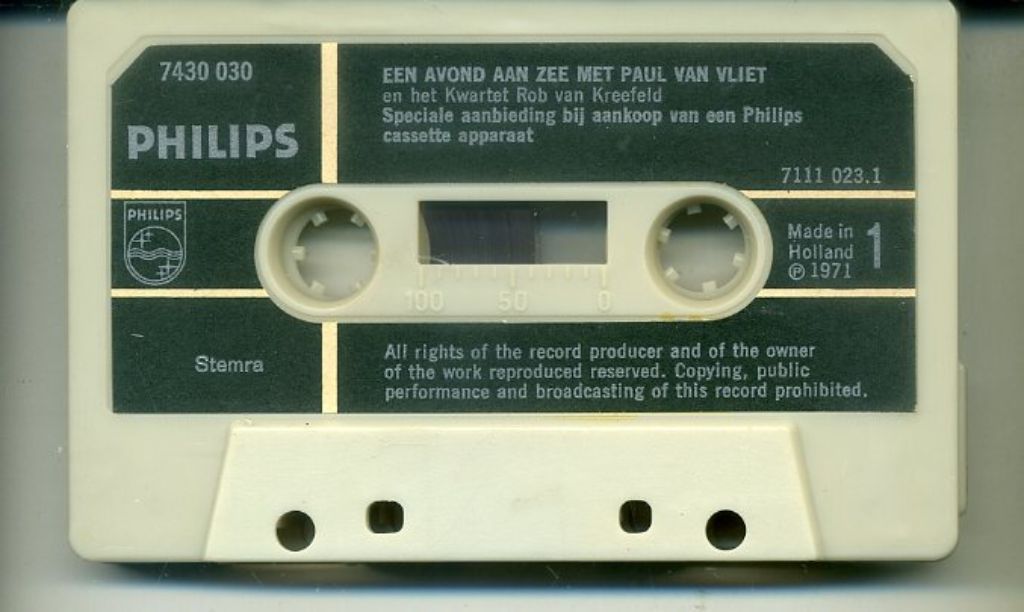 7430 030
PHILIPS
EEN AVOND AAN ZEE MET PAUL VAN VLIET
en het Kwartet Rob van Kreefeld
Speciale aanbieding bij aankoop van een Philips
cassette apparaat
7111 023.1
PHILIPS
Made in
Holland
℗ 1971
1
100 50 0
Stemra
All rights of the record producer and of the owner
of the work reproduced reserved. Copying, public
performance and broadcasting of this record prohibited.